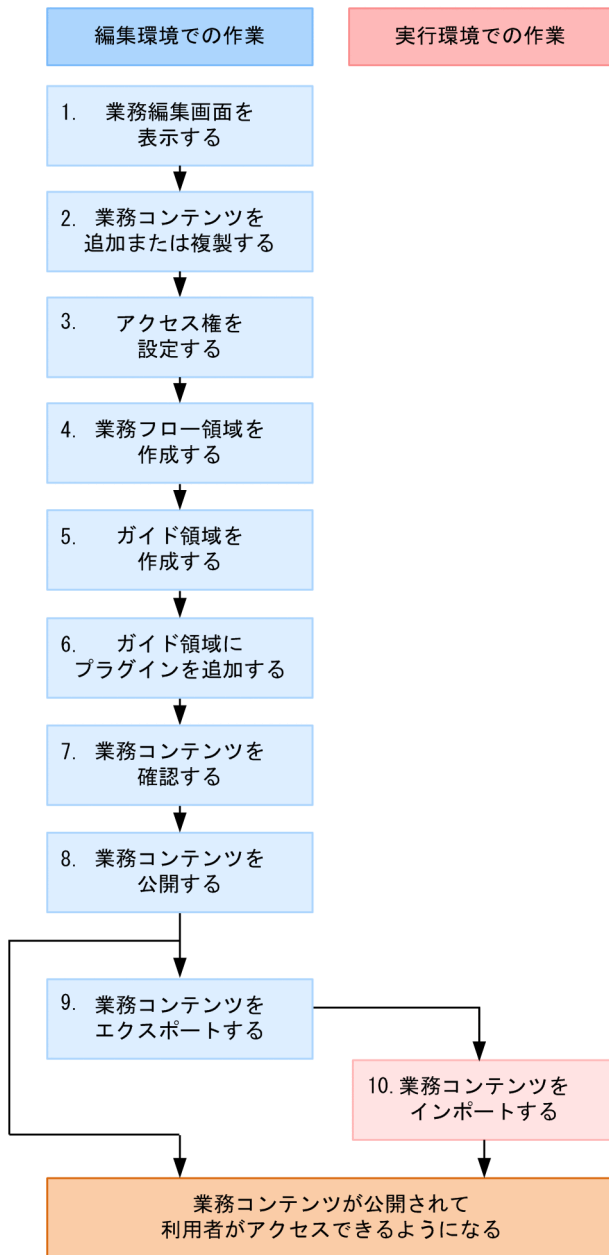 編集環境での作業
実行環境での作業
1. 業務編集画面を
表示する
2. 業務コンテンツを
追加または複製する
3. アクセス権を
設定する
4. 業務フロー領域を
作成する
5. ガイド領域を
作成する
6. ガイド領域に
プラグインを追加する
7. 業務コンテンツを
確認する
8. 業務コンテンツを
公開する
9. 業務コンテンツを
エクスポートする
10. 業務コンテンツを
インポートする
業務コンテンツが公開されて
利用者がアクセスできるようになる